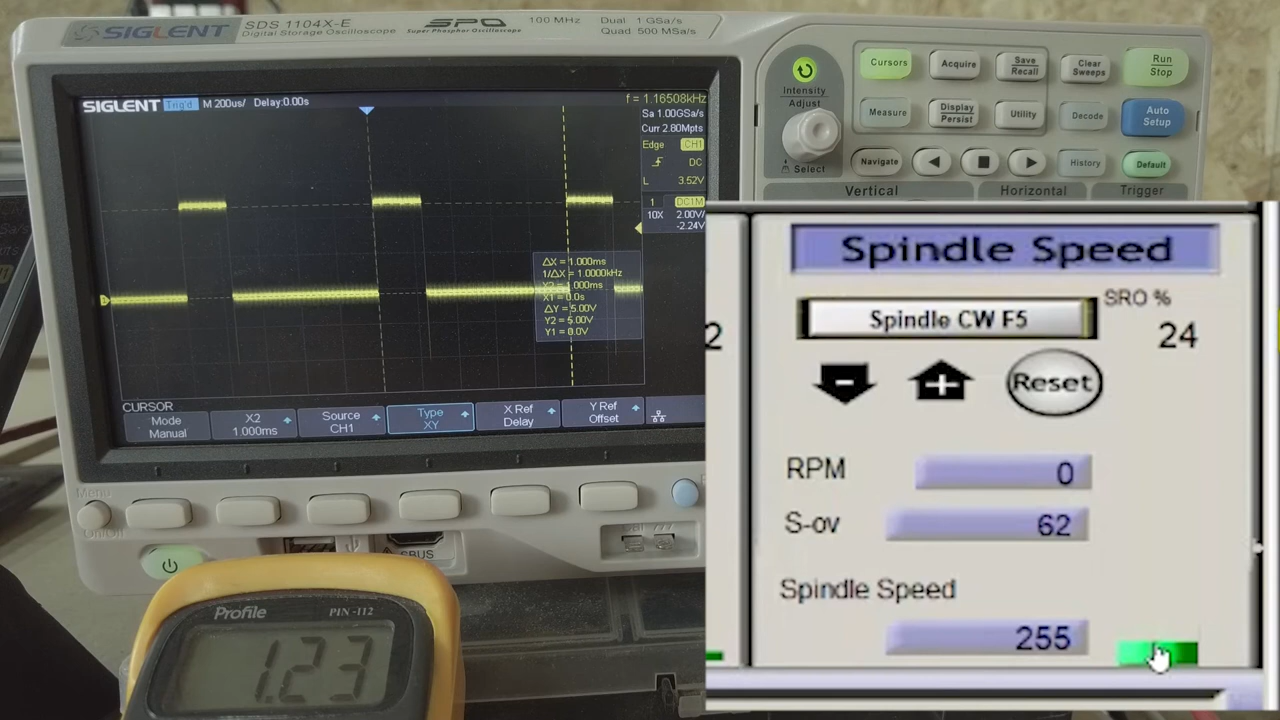 SIGLENT
SDS 1104X-E
Digital Storage Oscilloscope
SPO
Super Phosphor Oscilloscope
100 MHz
Dual 1 GSa/s
Quad 500 MSa/s
SIGLENT Trig'd M 200us/ Delay:0.00s
f = 1.16508kHz
Sa 1.00GSa/s
Curr 2.80Mpts
Edge CH1
DC
L 3.52V
1 DC1M
10X 2.00V/
-2.24V
ΔX = 1.000ms
1/ΔX = 1.0000kHz
X2 = 1.000ms
X1 = 0.0s
ΔY = 5.00V
Y2 = 5.00V
Y1 = 0.0V
CURSOR
Mode
Manual
X2
1.000ms
Source
CH1
Type
XY
X Ref
Delay
Y Ref
Offset
Menu
On/Off
SBUS
Intensity
Adjust
Select
Cursors
Acquire
Save
Recall
Clear
Sweeps
Run
Stop
Measure
Display
Persist
Utility
Decode
Auto
Setup
Navigate
History
Default
Vertical
Horizontal
Trigger
Spindle Speed
Spindle CW F5
SRO %
24
2
Reset
RPM
0
S-ov
62
Spindle Speed
255
Profile
PIN-112
1.23